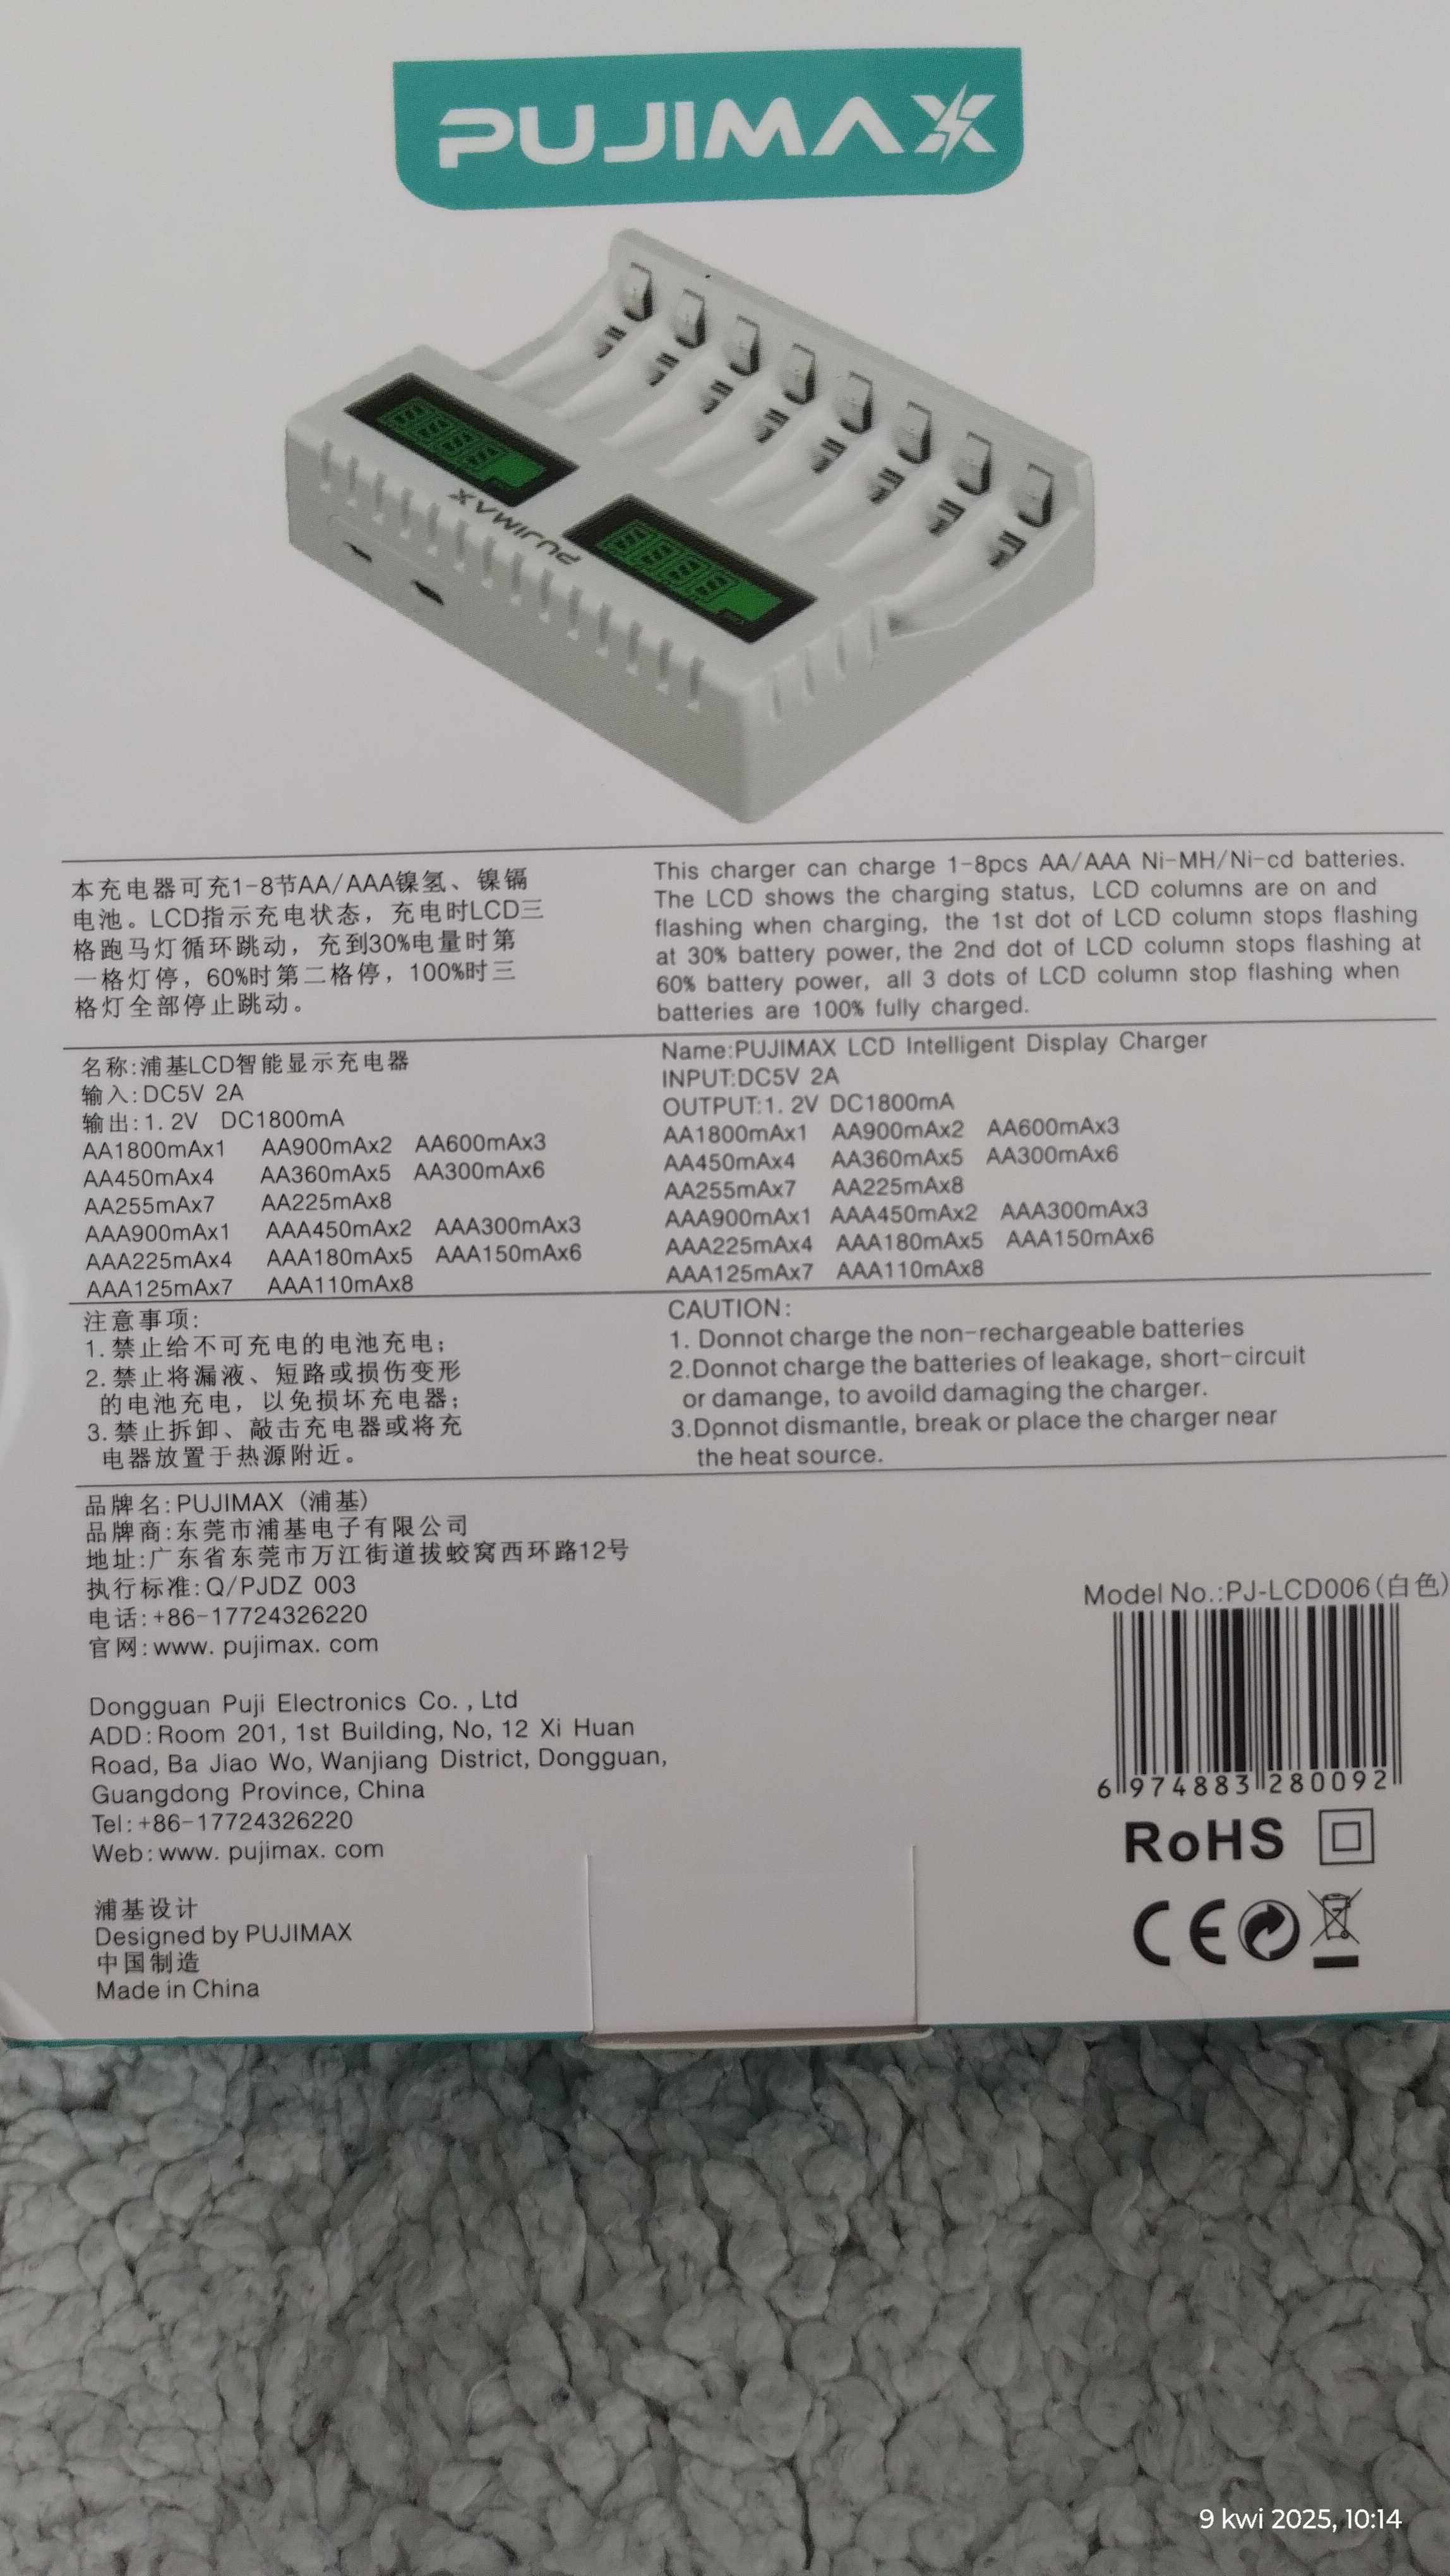 PUJIMAX
PUJIMAX
本充电器可充1-8节AA/AAA镍氢、镍镉
电池。LCD指示充电状态，充电时LCD三
格跑马灯循环跳动，充到30%电量时第
一格灯停，60%时第二格停，100%时三
格灯全部停止跳动。
This charger can charge 1-8pcs AA/AAA Ni-MH/Ni-cd batteries.
The LCD shows the charging status, LCD columns are on and
flashing when charging, the 1st dot of LCD column stops flashing
at 30% battery power, the 2nd dot of LCD column stops flashing at
60% battery power, all 3 dots of LCD column stop flashing when
batteries are 100% fully charged.
名称:浦基LCD智能显示充电器
输入:DC5V 2A
输出:1. 2V DC1800mA
AA1800mAx1 AA900mAx2 AA600mAx3
AA450mAx4 AA360mAx5 AA300mAx6
AA255mAx7 AA225mAx8
AAA900mAx1 AAA450mAx2 AAA300mAx3
AAA225mAx4 AAA180mAx5 AAA150mAx6
AAA125mAx7 AAA110mAx8
Name:PUJIMAX LCD Intelligent Display Charger
INPUT:DC5V 2A
OUTPUT:1. 2V DC1800mA
AA1800mAx1 AA900mAx2 AA600mAx3
AA450mAx4 AA360mAx5 AA300mAx6
AA255mAx7 AA225mAx8
AAA900mAx1 AAA450mAx2 AAA300mAx3
AAA225mAx4 AAA180mAx5 AAA150mAx6
AAA125mAx7 AAA110mAx8
注意事项:
1. 禁止给不可充电的电池充电;
2. 禁止将漏液、短路或损伤变形
的电池充电，以免损坏充电器;
3. 禁止拆卸、敲击充电器或将充
电器放置于热源附近。
CAUTION:
1. Donnot charge the non-rechargeable batteries
2.Donnot charge the batteries of leakage, short-circuit
or damange, to avoild damaging the charger.
3.Donnot dismantle, break or place the charger near
the heat source.
品牌名:PUJIMAX (浦基)
品牌商:东莞市浦基电子有限公司
地址:广东省东莞市万江街道拔蛟窝西环路12号
执行标准:Q/PJDZ 003
电话:+86-17724326220
官网:www. pujimax. com
Dongguan Puji Electronics Co. , Ltd
ADD:Room 201, 1st Building, No, 12 Xi Huan
Road, Ba Jiao Wo, Wanjiang District, Dongguan,
Guangdong Province, China
Tel:+86-17724326220
Web:www. pujimax. com
浦基设计
Designed by PUJIMAX
中国制造
Made in China
Model No.:PJ-LCD006(白色)
6 974883 280092
RoHS
CE
9 kwi 2025, 10:14